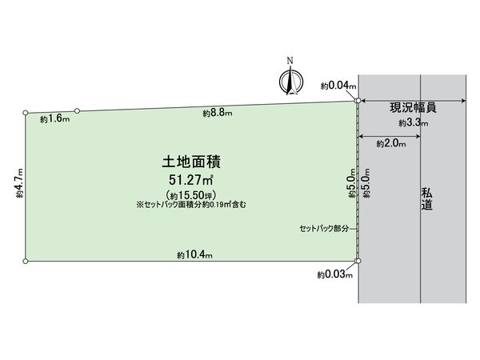 N
約0.04m
現況幅員
約3.3m
約1.6m
約8.8m
約2.0m
土地面積
51.27㎡
(約15.50坪)
※セットバック面積分約0.19㎡含む
約4.7m
約5.0m
約5.0m
私道
セットバック部分
約10.4m
約0.03m